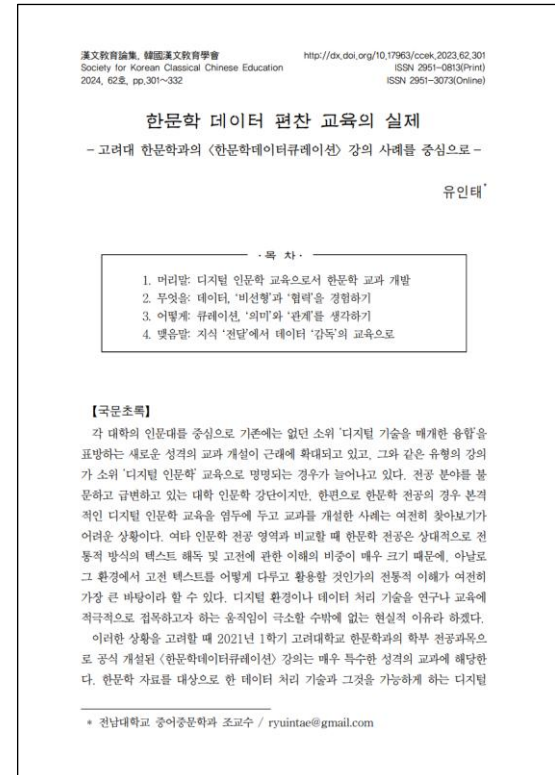 漢文敎育論集, 韓國漢文敎育學會
http://dx.doi.org/10.17963/ccek.2023.62.301
Society for Korean Classical Chinese Education
ISSN 2951-0813(Print)
2024, 62호, pp.301~332
ISSN 2951-3073(Online)
한문학 데이터 편찬 교육의 실제
- 고려대 한문학과의 〈한문학데이터큐레이션〉 강의 사례를 중심으로 -
유인태*
· 목 차 ·
1. 머리말: 디지털 인문학 교육으로서 한문학 교과 개발
2. 무엇을: 데이터, '비선형'과 '협력'을 경험하기
3. 어떻게: 큐레이션, '의미'와 '관계'를 생각하기
4. 맺음말: 지식 '전달'에서 데이터 '감독'의 교육으로
【국문초록】
각 대학의 인문대를 중심으로 기존에는 없던 소위 '디지털 기술을 매개한 융합'을
표방하는 새로운 성격의 교과 개설이 근래에 확대되고 있고, 그와 같은 유형의 강의
가 소위 '디지털 인문학' 교육으로 명명되는 경우가 늘어나고 있다. 전공 분야를 불
문하고 급변하고 있는 대학 인문학 강단이지만, 한편으로 한문학 전공의 경우 본격
적인 디지털 인문학 교육을 염두에 두고 교과를 개설한 사례는 여전히 찾아보기가
어려운 상황이다. 여타 인문학 전공 영역과 비교할 때 한문학 전공은 상대적으로 전
통적 방식의 텍스트 해독 및 고전에 관한 이해의 비중이 매우 크기 때문에, 아날로
그 환경에서 고전 텍스트를 어떻게 다루고 활용할 것인가의 전통적 이해가 여전히
가장 큰 바탕이라 할 수 있다. 디지털 환경이나 데이터 처리 기술을 연구나 교육에
적극적으로 접목하고자 하는 움직임이 극소할 수밖에 없는 현실적 이유라 하겠다.
이러한 상황을 고려할 때 2021년 1학기 고려대학교 한문학과의 학부 전공과목으
로 공식 개설된 〈한문학데이터큐레이션〉 강의는 매우 특수한 성격의 교과에 해당한
다. 한문학 자료를 대상으로 한 데이터 처리 기술과 그것을 가능하게 하는 디지털
* 전남대학교 중어중문학과 조교수 / ryuintae@gmail.com